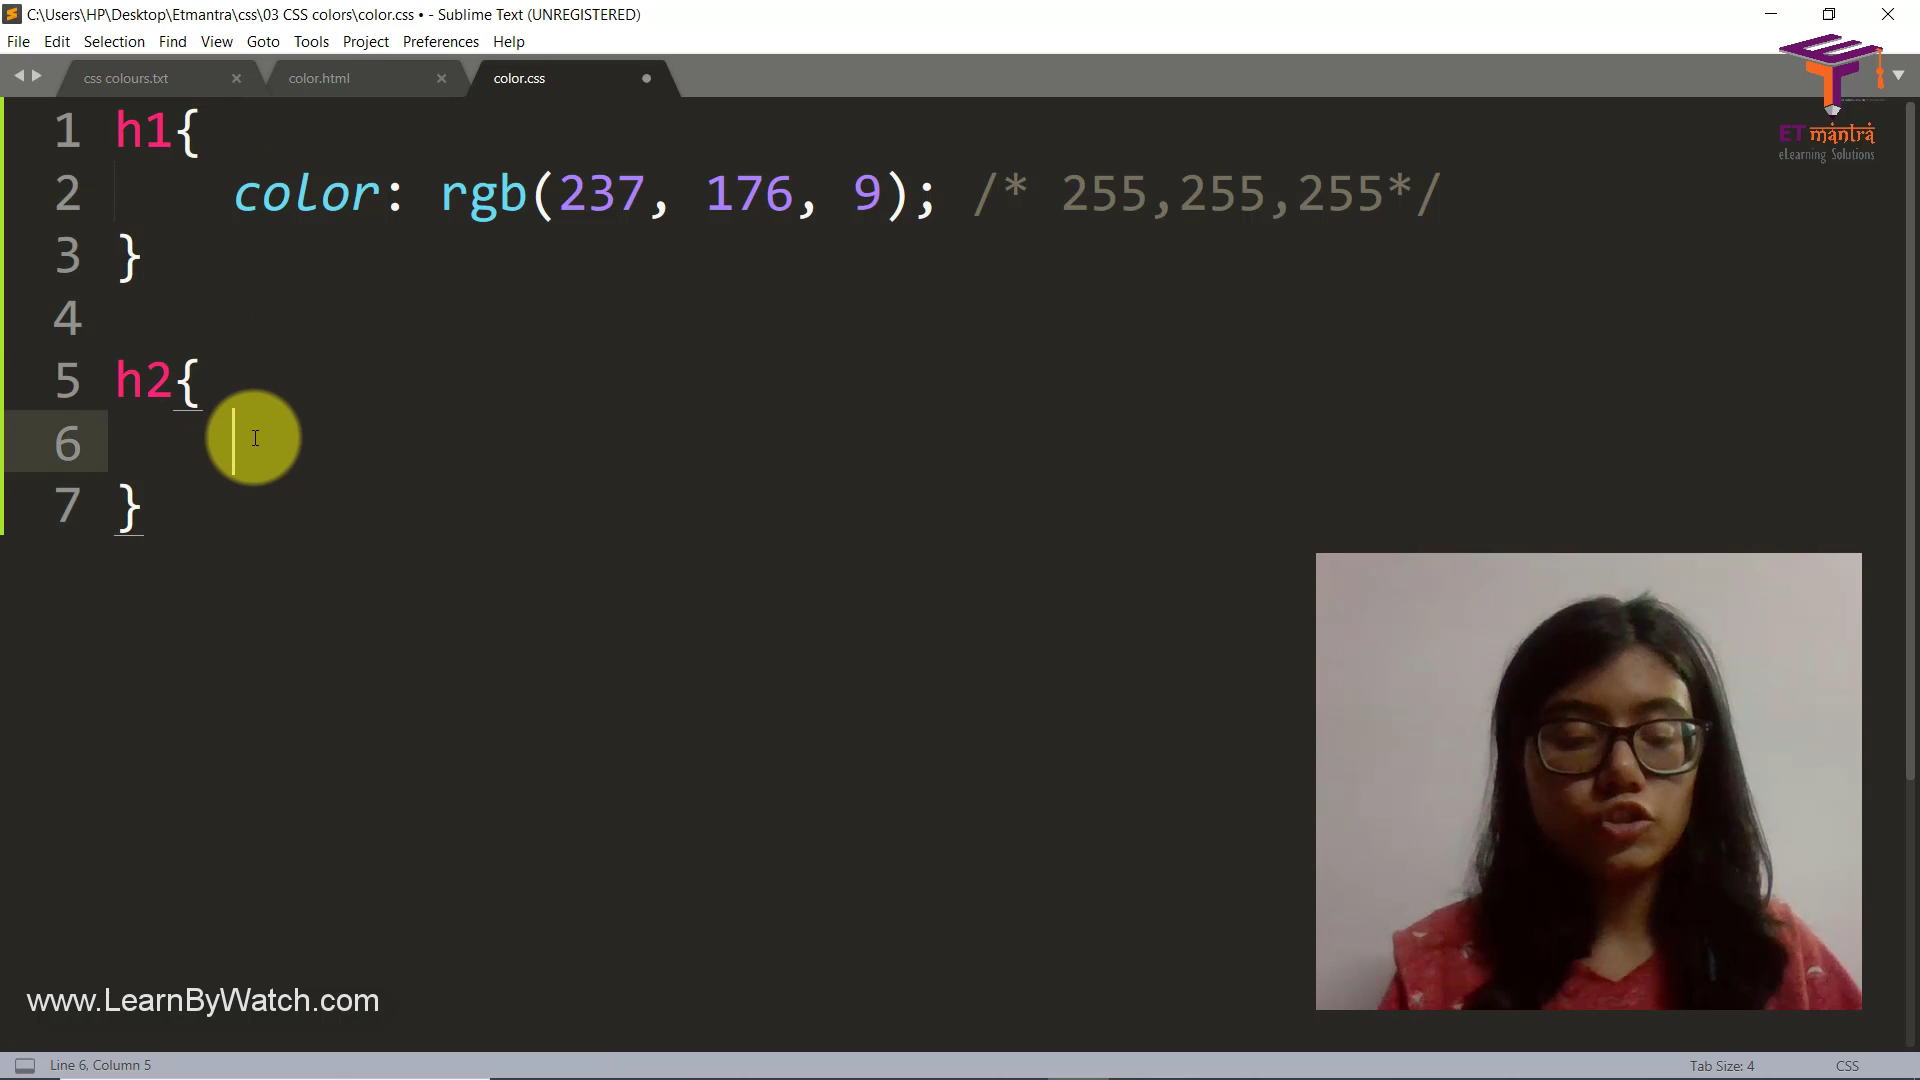 C:\Users\HP\Desktop\Etmantra\css\03 CSS colors\color.css • - Sublime Text (UNREGISTERED)
File Edit Selection Find View Goto Tools Project Preferences Help
css colours.txt color.html color.css
ET mantra
eLearning Solutions
1 h1{
2 color: rgb(237, 176, 9); /* 255,255,255*/
3 }
4
5 h2{
6
7 }
www.LearnByWatch.com
Line 6, Column 5 Tab Size: 4 CSS